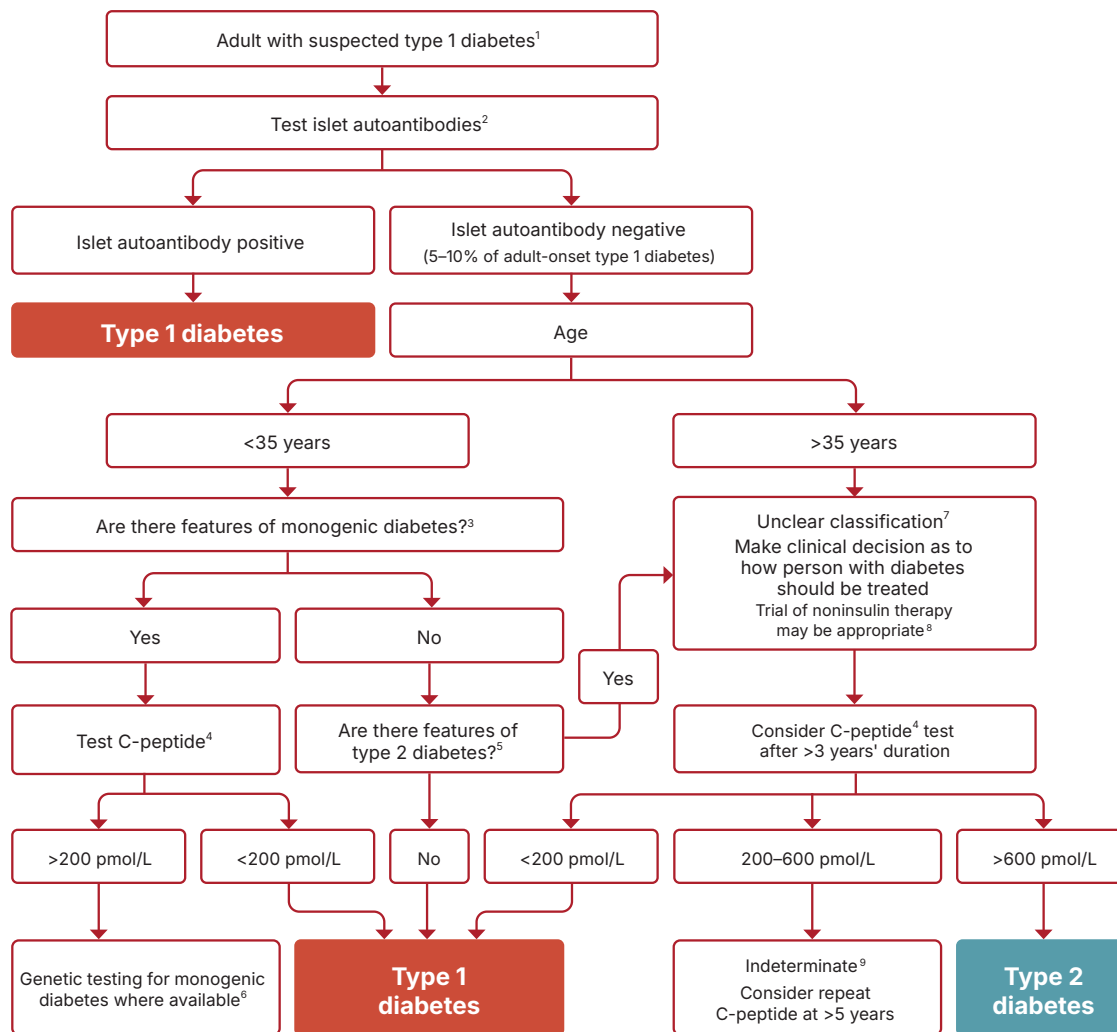 Adult with suspected type 1 diabetes¹
Test islet autoantibodies²
Islet autoantibody positive
Islet autoantibody negative
(5–10% of adult-onset type 1 diabetes)
Type 1 diabetes
Age
<35 years
>35 years
Are there features of monogenic diabetes?³
Unclear classification⁷
Make clinical decision as to
how person with diabetes
should be treated
Trial of noninsulin therapy
may be appropriate⁸
Yes
No
Yes
Test C-peptide⁴
Are there features of
type 2 diabetes?⁵
Consider C-peptide⁴ test
after >3 years' duration
>200 pmol/L
<200 pmol/L
No
<200 pmol/L
200–600 pmol/L
>600 pmol/L
Genetic testing for monogenic
diabetes where available⁶
Type 1
diabetes
Indeterminate⁹
Consider repeat
C-peptide at >5 years
Type 2
diabetes